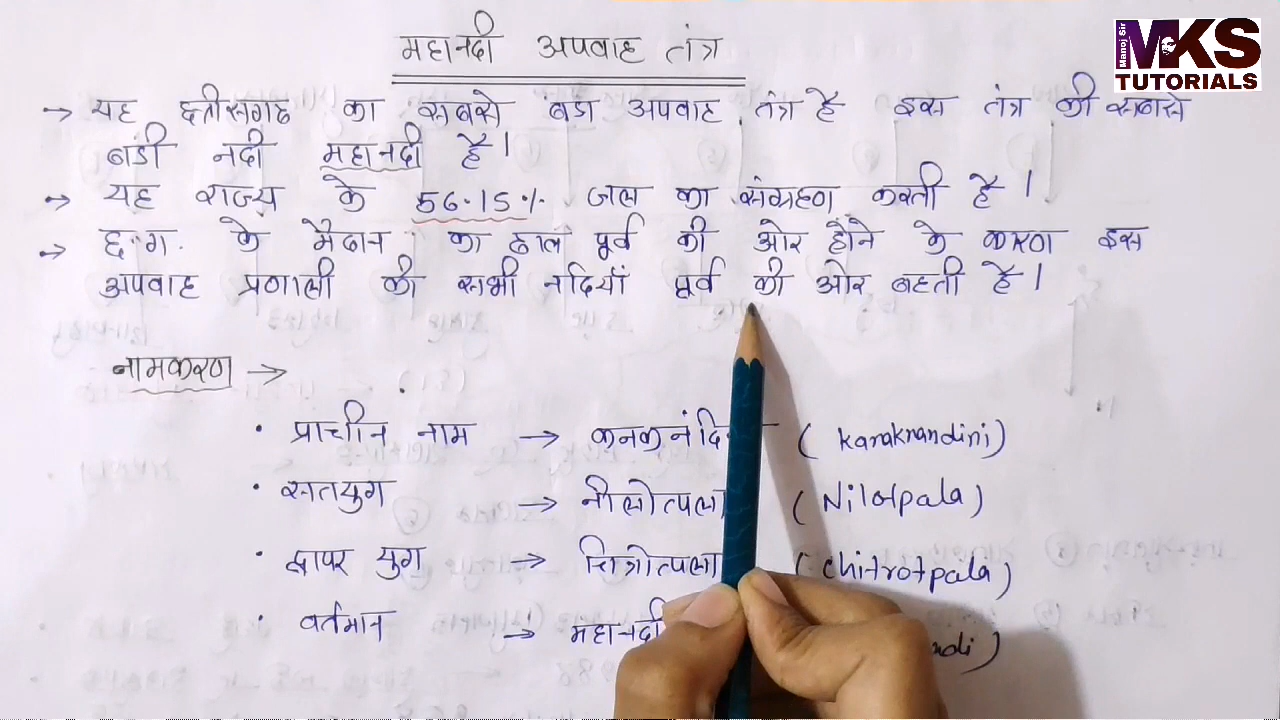 महानदी अपवाह तंत्र
Manoj Sir
MKS
TUTORIALS
→ यह छत्तीसगढ का सबसे बडा अपवाह तंत्र है इस तंत्र की सबसे
बडी नदी महानदी है।
→ यह राज्य के 56.15% जल का संग्रहण करती है।
→ छ.ग. के मैदान का ढाल पूर्व की ओर होने के कारण इस
अपवाह प्रणाली की सभी नदियाँ पूर्व की ओर बहती है।
नामकरण →
• प्राचीन नाम → (Karaknandini)
• सतयुग → नीलोत्पला (Nilotpala)
• द्वापर युग → चित्रोत्पला (Chitrotpala)
• वर्तमान → महानदी